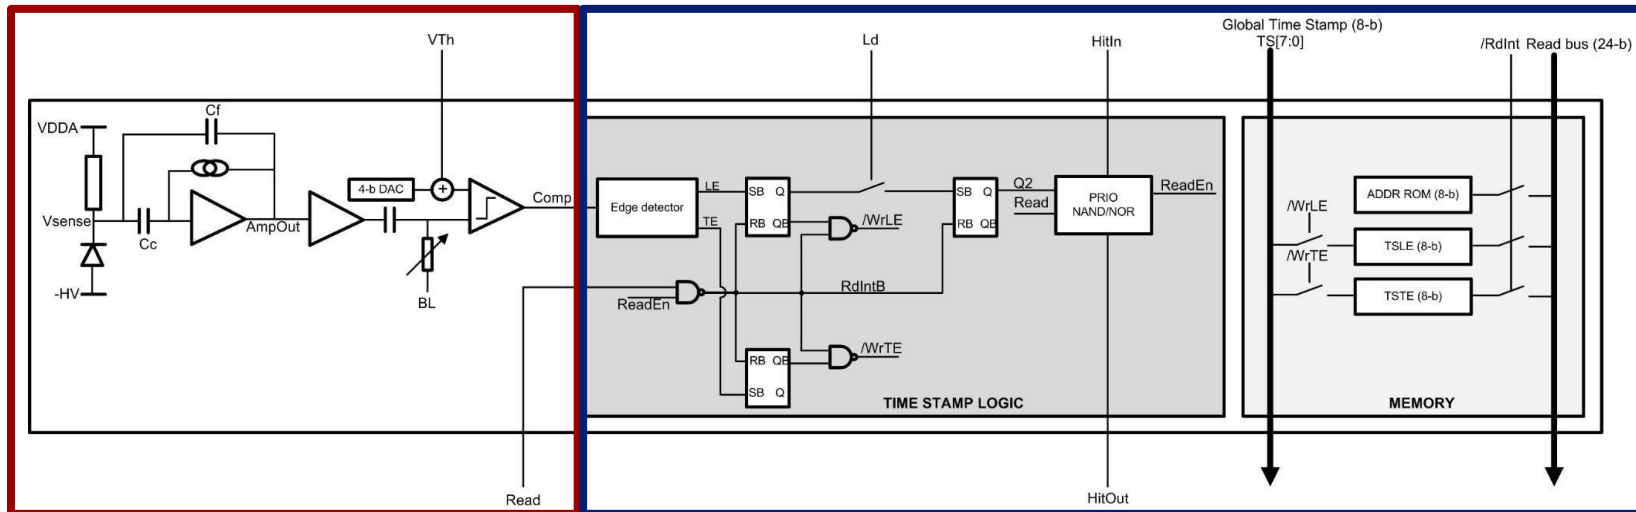 Global Time Stamp (8-b)
TS[7:0]
VTh
Ld
HitIn
/RdInt
Read bus (24-b)
Cf
VDDA
4-b DAC
+
Comp
Vsense
Cc
AmpOut
-HV
BL
Edge detector
LE
TE
SB Q
RB QB
/WrLE
SB Q
RB QB
Q2
Read
PRIO
NAND/NOR
ReadEn
ReadEn
RdIntB
RB QB
SB Q
/WrTE
TIME STAMP LOGIC
ADDR ROM (8-b)
/WrLE
TSLE (8-b)
/WrTE
TSTE (8-b)
MEMORY
Read
HitOut